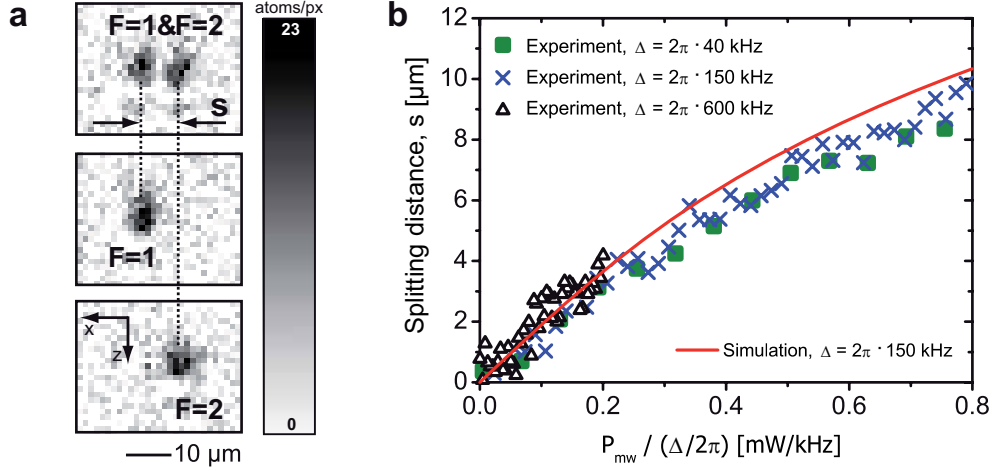 a
atoms/px
F=1&F=2
23
s
F=1
x
z
F=2
0
10 µm
b
Splitting distance, s [µm]
12
10
8
6
4
2
0
Experiment, Δ = 2π · 40 kHz
Experiment, Δ = 2π · 150 kHz
Experiment, Δ = 2π · 600 kHz
Simulation, Δ = 2π · 150 kHz
0.0 0.2 0.4 0.6 0.8
P_mw / (Δ/2π) [mW/kHz]